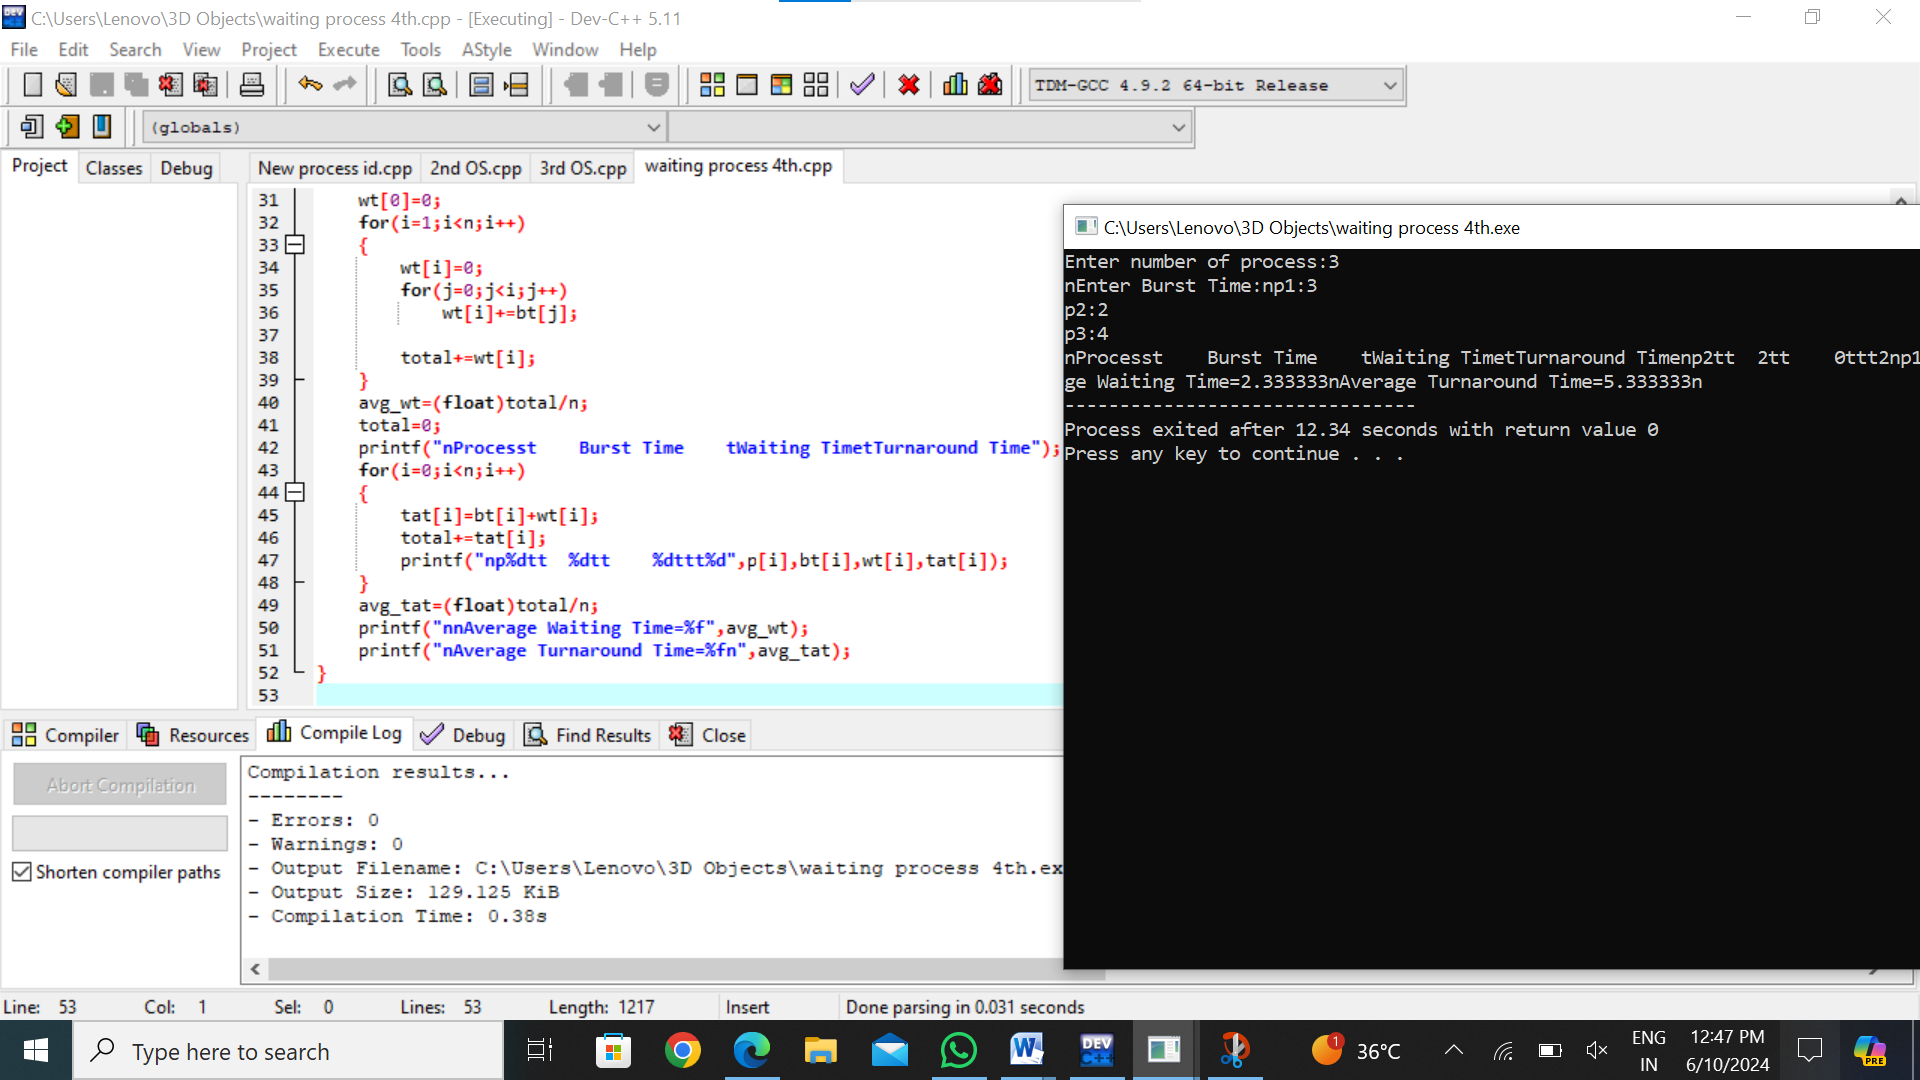 C:\Users\Lenovo\3D Objects\waiting process 4th.cpp - [Executing] - Dev-C++ 5.11
File Edit Search View Project Execute Tools AStyle Window Help
TDM-GCC 4.9.2 64-bit Release
(globals)
Project Classes Debug
New process id.cpp 2nd OS.cpp 3rd OS.cpp waiting process 4th.cpp
31 wt[0]=0;
32 for(i=1;i<n;i++)
33 {
34 wt[i]=0;
35 for(j=0;j<i;j++)
36 wt[i]+=bt[j];
37
38 total+=wt[i];
39 }
40 avg_wt=(float)total/n;
41 total=0;
42 printf("nProcesst    Burst Time    tWaiting TimetTurnaround Time");
43 for(i=0;i<n;i++)
44 {
45 tat[i]=bt[i]+wt[i];
46 total+=tat[i];
47 printf("np%dtt  %dtt    %dttt%d",p[i],bt[i],wt[i],tat[i]);
48 }
49 avg_tat=(float)total/n;
50 printf("nnAverage Waiting Time=%f",avg_wt);
51 printf("nAverage Turnaround Time=%fn",avg_tat);
52 }
53
C:\Users\Lenovo\3D Objects\waiting process 4th.exe
Enter number of process:3
nEnter Burst Time:np1:3
p2:2
p3:4
nProcesst    Burst Time    tWaiting TimetTurnaround Timenp2tt  2tt    0ttt2np1
ge Waiting Time=2.333333nAverage Turnaround Time=5.333333n
--------------------------------
Process exited after 12.34 seconds with return value 0
Press any key to continue . . .
Compiler Resources Compile Log Debug Find Results Close
Abort Compilation
Shorten compiler paths
Compilation results...
--------
- Errors: 0
- Warnings: 0
- Output Filename: C:\Users\Lenovo\3D Objects\waiting process 4th.ex
- Output Size: 129.125 KiB
- Compilation Time: 0.38s
Line: 53 Col: 1 Sel: 0 Lines: 53 Length: 1217 Insert Done parsing in 0.031 seconds
Type here to search
DEV C++
1
36°C
ENG
IN
12:47 PM
6/10/2024
PRE